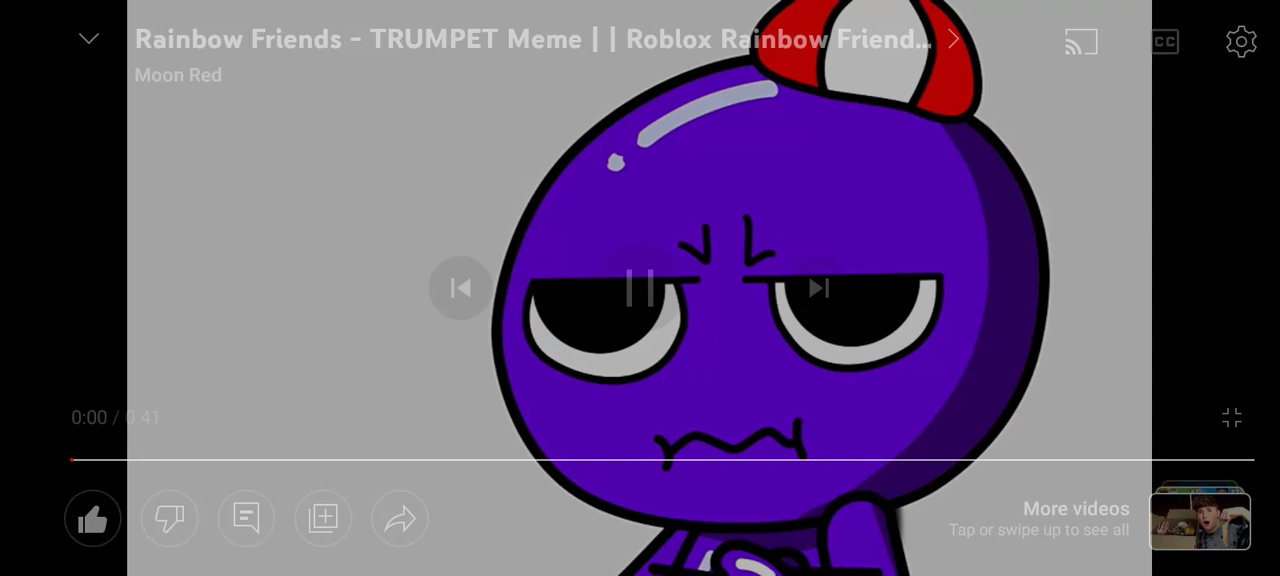 Rainbow Friends - TRUMPET Meme | | Roblox Rainbow Friend...
Moon Red
CC
0:00 / 0:41
More videos
Tap or swipe up to see all